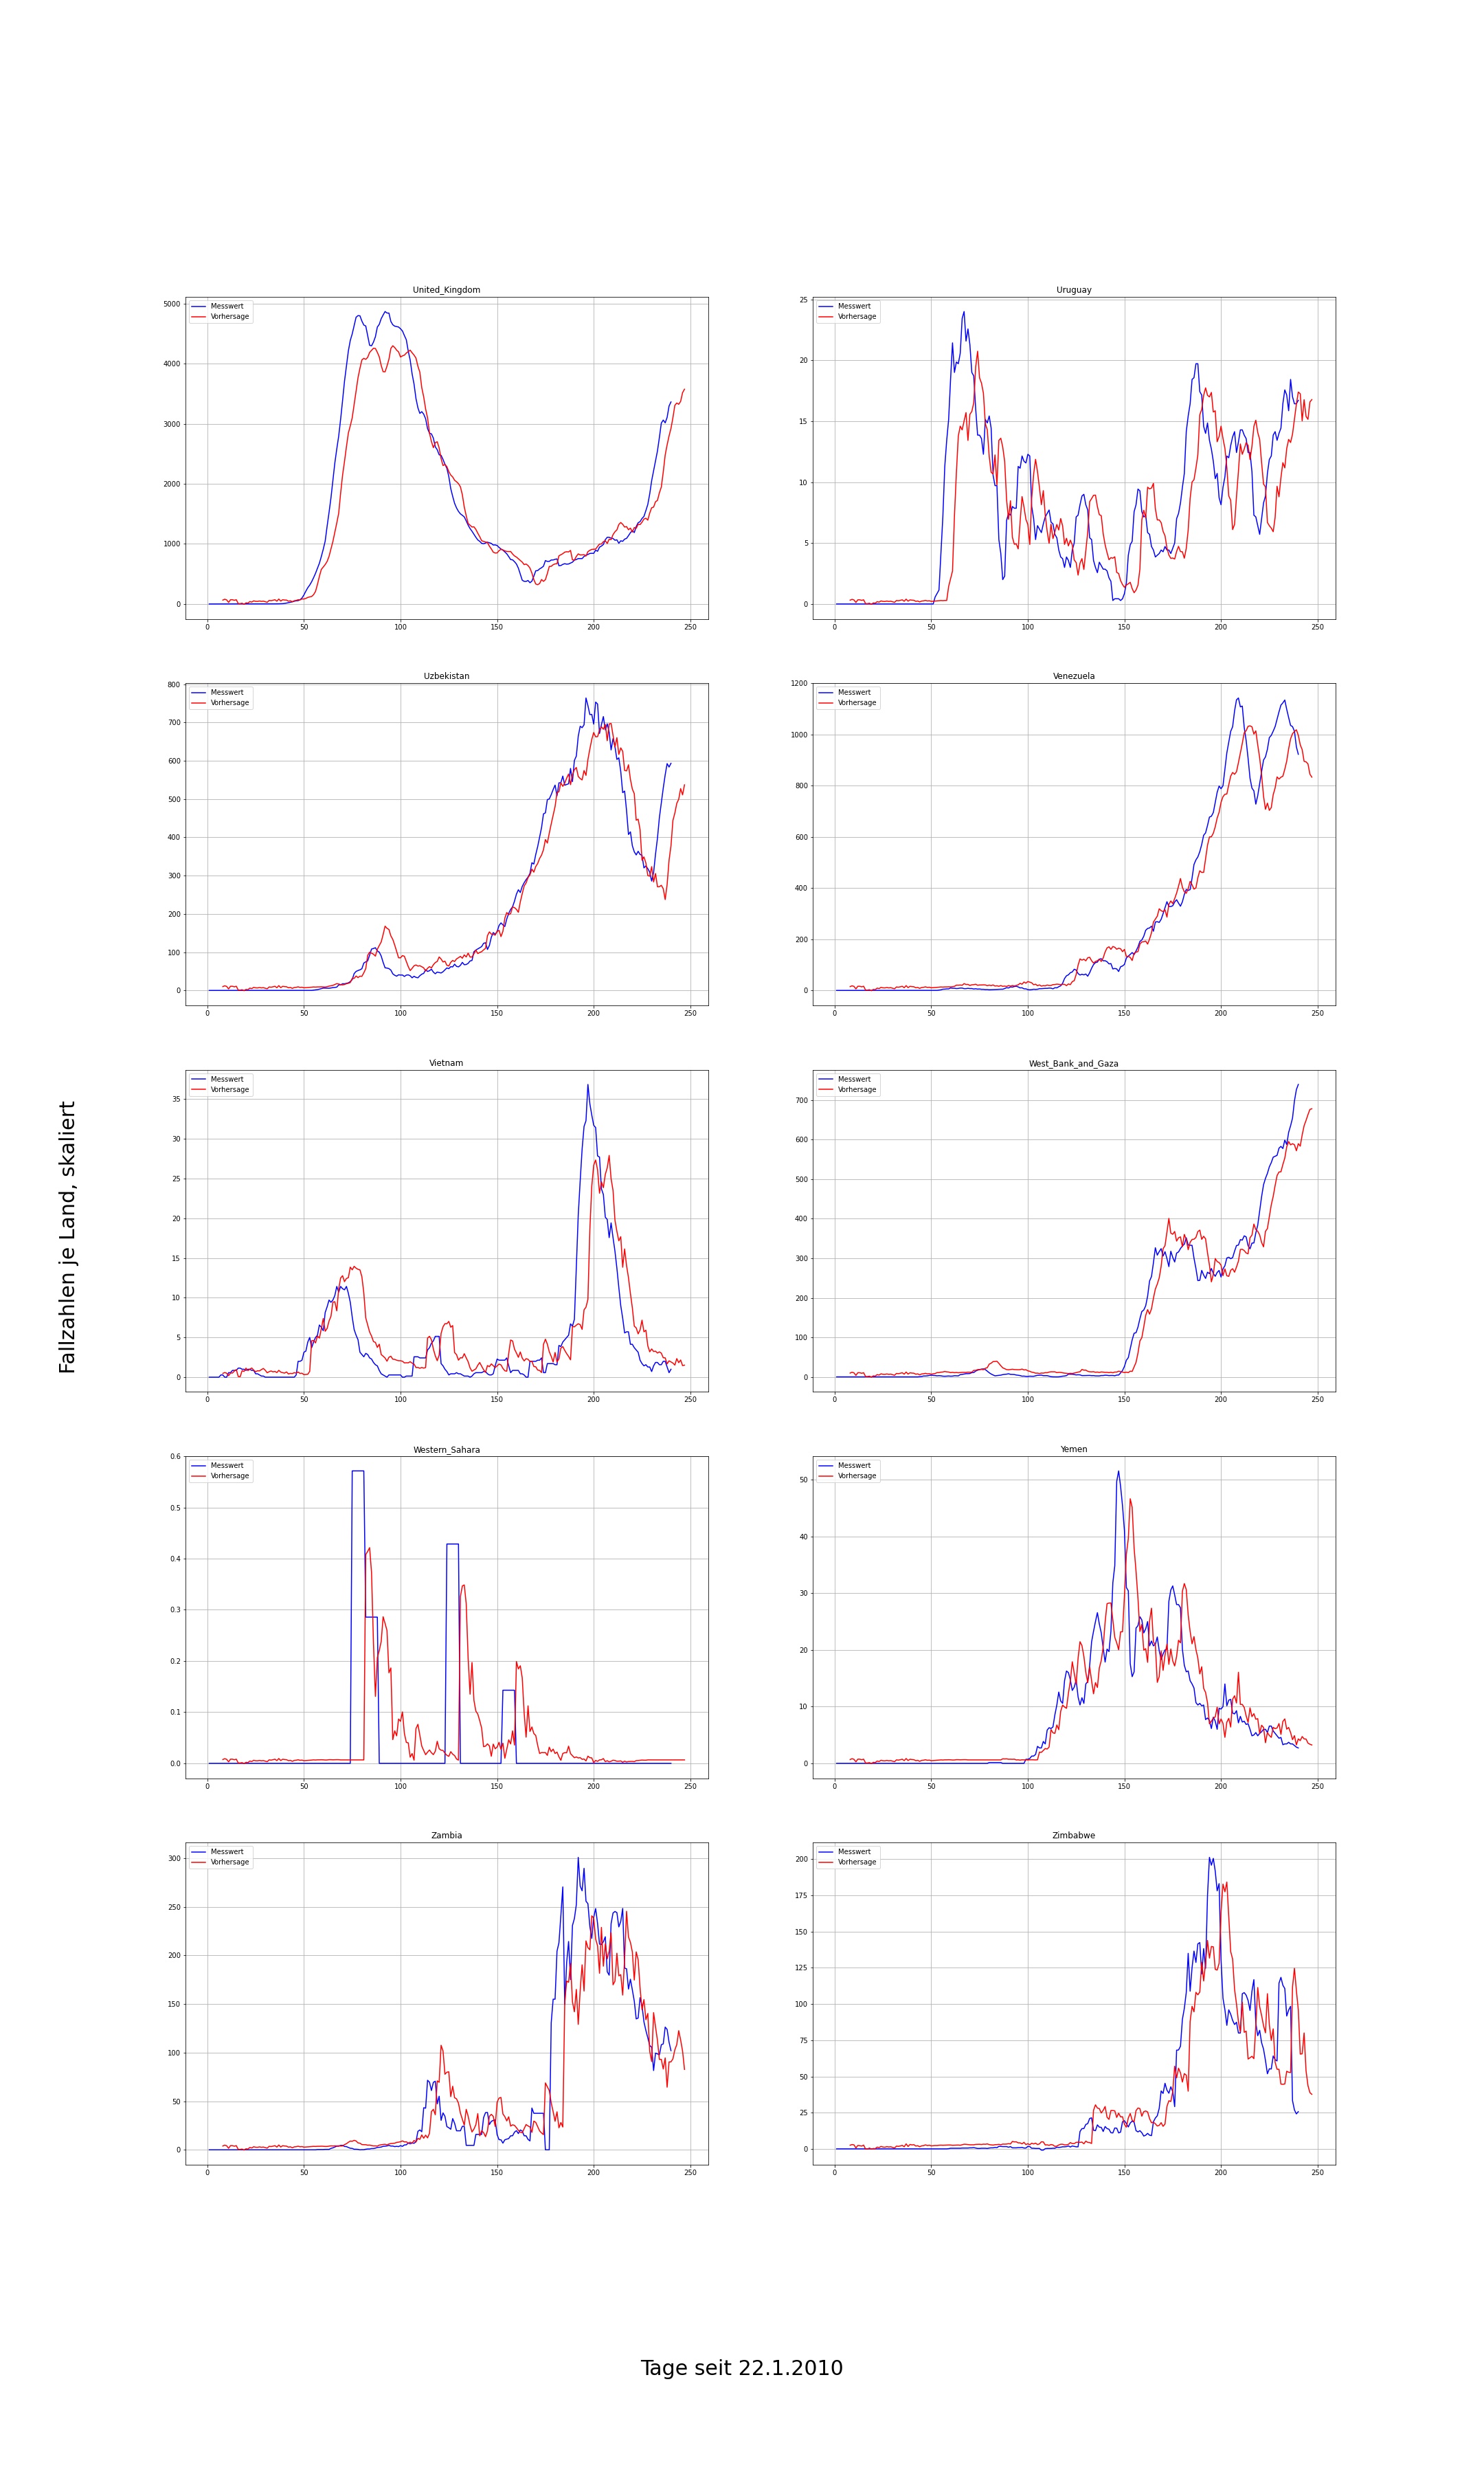 United_Kingdom
Messwert
Vorhersage
5000
4000
3000
2000
1000
0
0 50 100 150 200 250
Uruguay
Messwert
Vorhersage
25
20
15
10
5
0
0 50 100 150 200 250
Uzbekistan
Messwert
Vorhersage
800
700
600
500
400
300
200
100
0
0 50 100 150 200 250
Venezuela
Messwert
Vorhersage
1200
1000
800
600
400
200
0
0 50 100 150 200 250
Fallzahlen je Land, skaliert
Vietnam
Messwert
Vorhersage
35
30
25
20
15
10
5
0
0 50 100 150 200 250
West_Bank_and_Gaza
Messwert
Vorhersage
700
600
500
400
300
200
100
0
0 50 100 150 200 250
Western_Sahara
Messwert
Vorhersage
0.6
0.5
0.4
0.3
0.2
0.1
0.0
0 50 100 150 200 250
Yemen
Messwert
Vorhersage
50
40
30
20
10
0
0 50 100 150 200 250
Zambia
Messwert
Vorhersage
300
250
200
150
100
50
0
0 50 100 150 200 250
Zimbabwe
Messwert
Vorhersage
200
175
150
125
100
75
50
25
0
0 50 100 150 200 250
Tage seit 22.1.2010